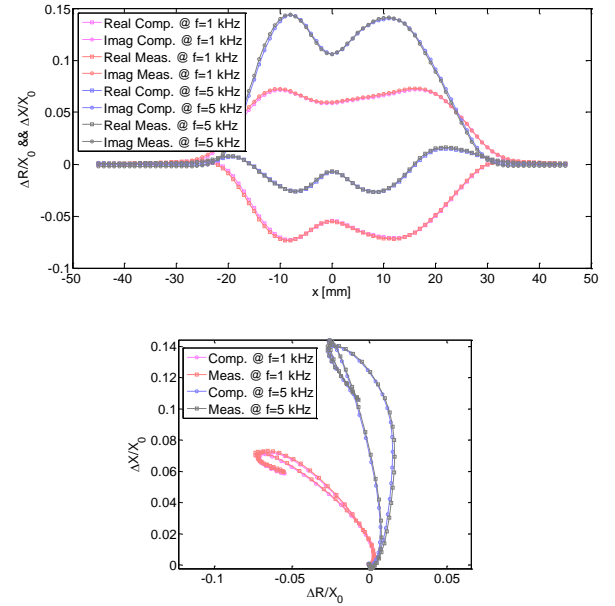 0.15
0.1
0.05
0
-0.05
-0.1
ΔR/X0 && ΔX/X0
Real Comp. @ f=1 kHz
Imag Comp. @ f=1 kHz
Real Meas. @ f=1 kHz
Imag Meas. @ f=1 kHz
Real Comp. @ f=5 kHz
Imag Comp. @ f=5 kHz
Real Meas. @ f=5 kHz
Imag Meas. @ f=5 kHz
-50 -40 -30 -20 -10 0 10 20 30 40 50
x [mm]
0.14
0.12
0.1
0.08
0.06
0.04
0.02
0
ΔX/X0
Comp. @ f=1 kHz
Meas. @ f=1 kHz
Comp. @ f=5 kHz
Meas. @ f=5 kHz
-0.1 -0.05 0 0.05
ΔR/X0